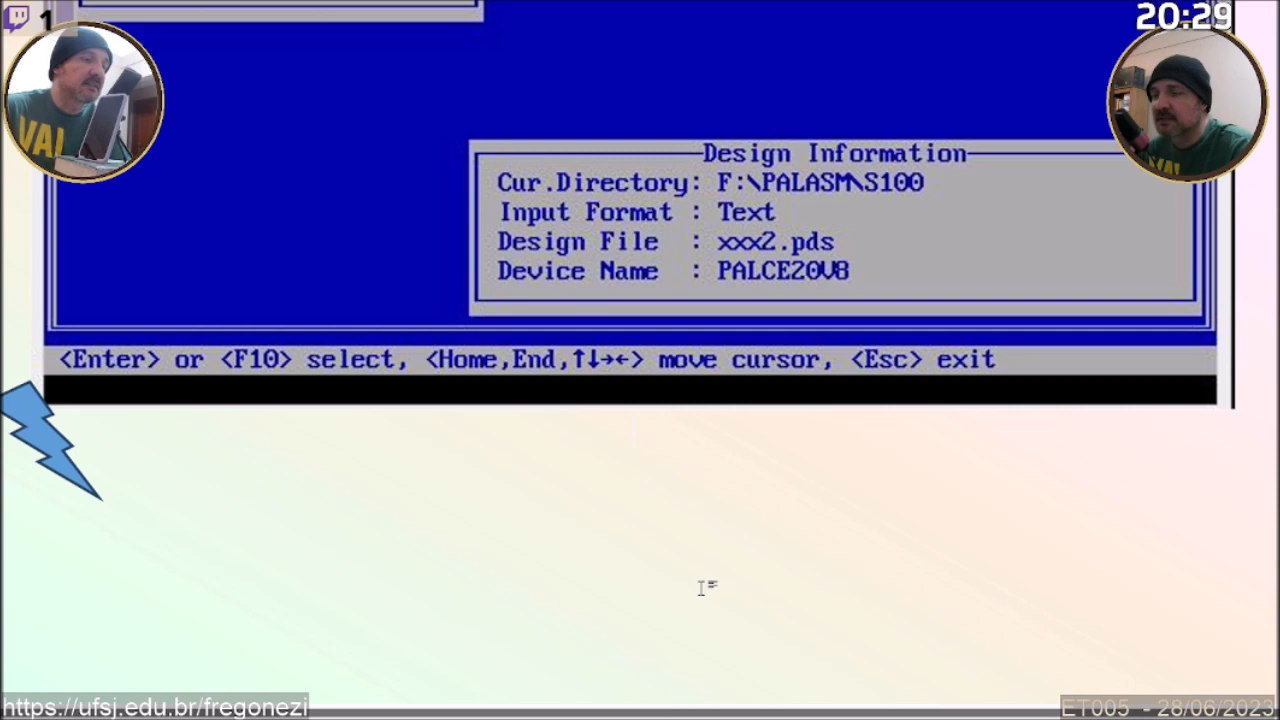 1
20:29
VAL
VAL
Design Information
Cur.Directory: F:\PALASM\S100
Input Format : Text
Design File : xxx2.pds
Device Name : PALCE20V8
<Enter> or <F10> select, <Home,End,↑↓→←> move cursor, <Esc> exit
https://ufsj.edu.br/fregonezi
ET005 - 28/06/2023